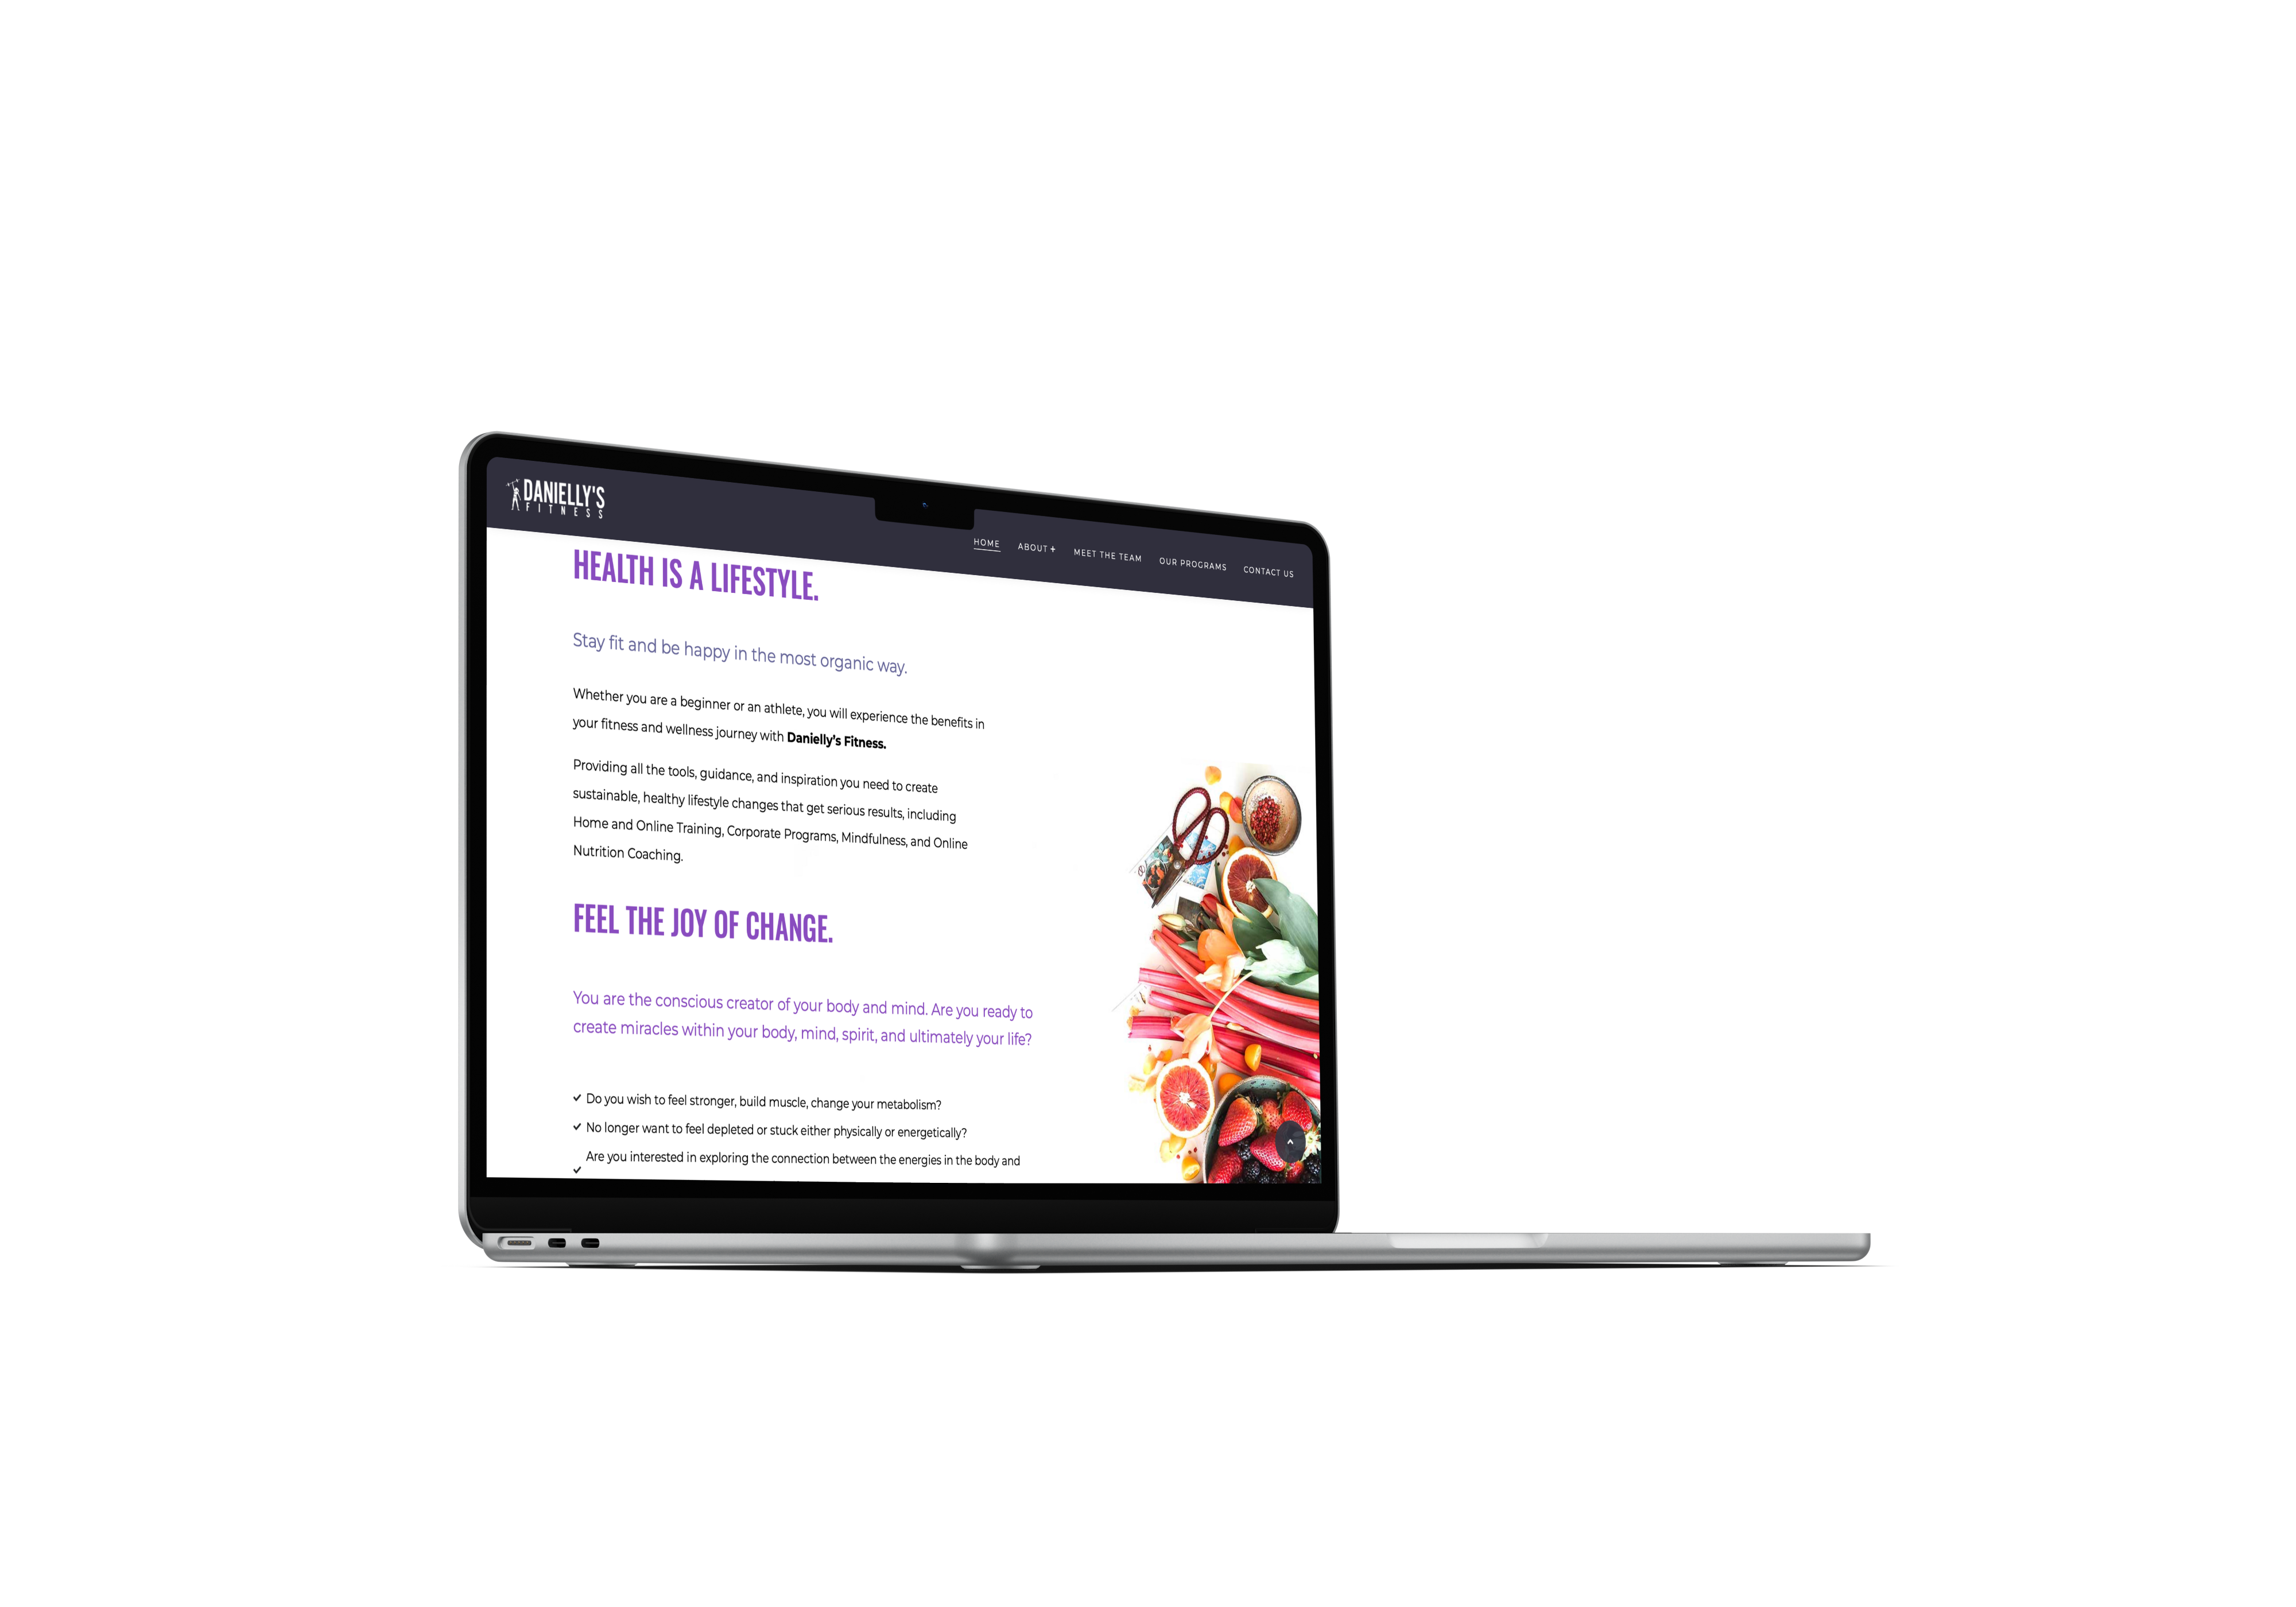 DANIELLY'S
FITNESS
HOME ABOUT + MEET THE TEAM OUR PROGRAMS CONTACT US
HEALTH IS A LIFESTYLE.
Stay fit and be happy in the most organic way.
Whether you are a beginner or an athlete, you will experience the benefits in
your fitness and wellness journey with Danielly's Fitness.
Providing all the tools, guidance, and inspiration you need to create
sustainable, healthy lifestyle changes that get serious results, including
Home and Online Training, Corporate Programs, Mindfulness, and Online
Nutrition Coaching.
FEEL THE JOY OF CHANGE.
You are the conscious creator of your body and mind. Are you ready to
create miracles within your body, mind, spirit, and ultimately your life?
Do you wish to feel stronger, build muscle, change your metabolism?
No longer want to feel depleted or stuck either physically or energetically?
Are you interested in exploring the connection between the energies in the body and